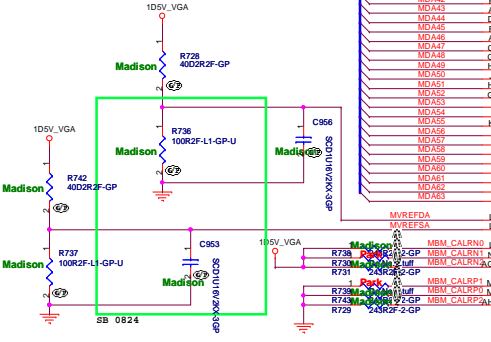 1D5V_VGA
R728
40D2R2F-GP
Madison
R736
100R2F-L1-GP-U
Madison
C956
SCD1U16V2KX-3GP
1D5V_VGA
R742
40D2R2F-GP
Madison
R737
100R2F-L1-GP-U
Madison
C953
SCD1U16V2KX-3GP
Madison
SB 0824
MDA43
MDA44
MDA45
MDA46
MDA47
MDA48
MDA49
MDA50
MDA51
MDA52
MDA53
MDA54
MDA55
MDA56
MDA57
MDA58
MDA59
MDA60
MDA61
MDA62
MDA63
MVREFDA
MVREFSA
1D5V_VGA
R738
R730
R731
243R2F-2-GP
Madison
Park
MBM_CALRN0
MBM_CALRN1
MBM_CALRN2
R739
R743
R729
243R2F-2-GP
Park
MBM_CALRP1
MBM_CALRP0
MBM_CALRP2